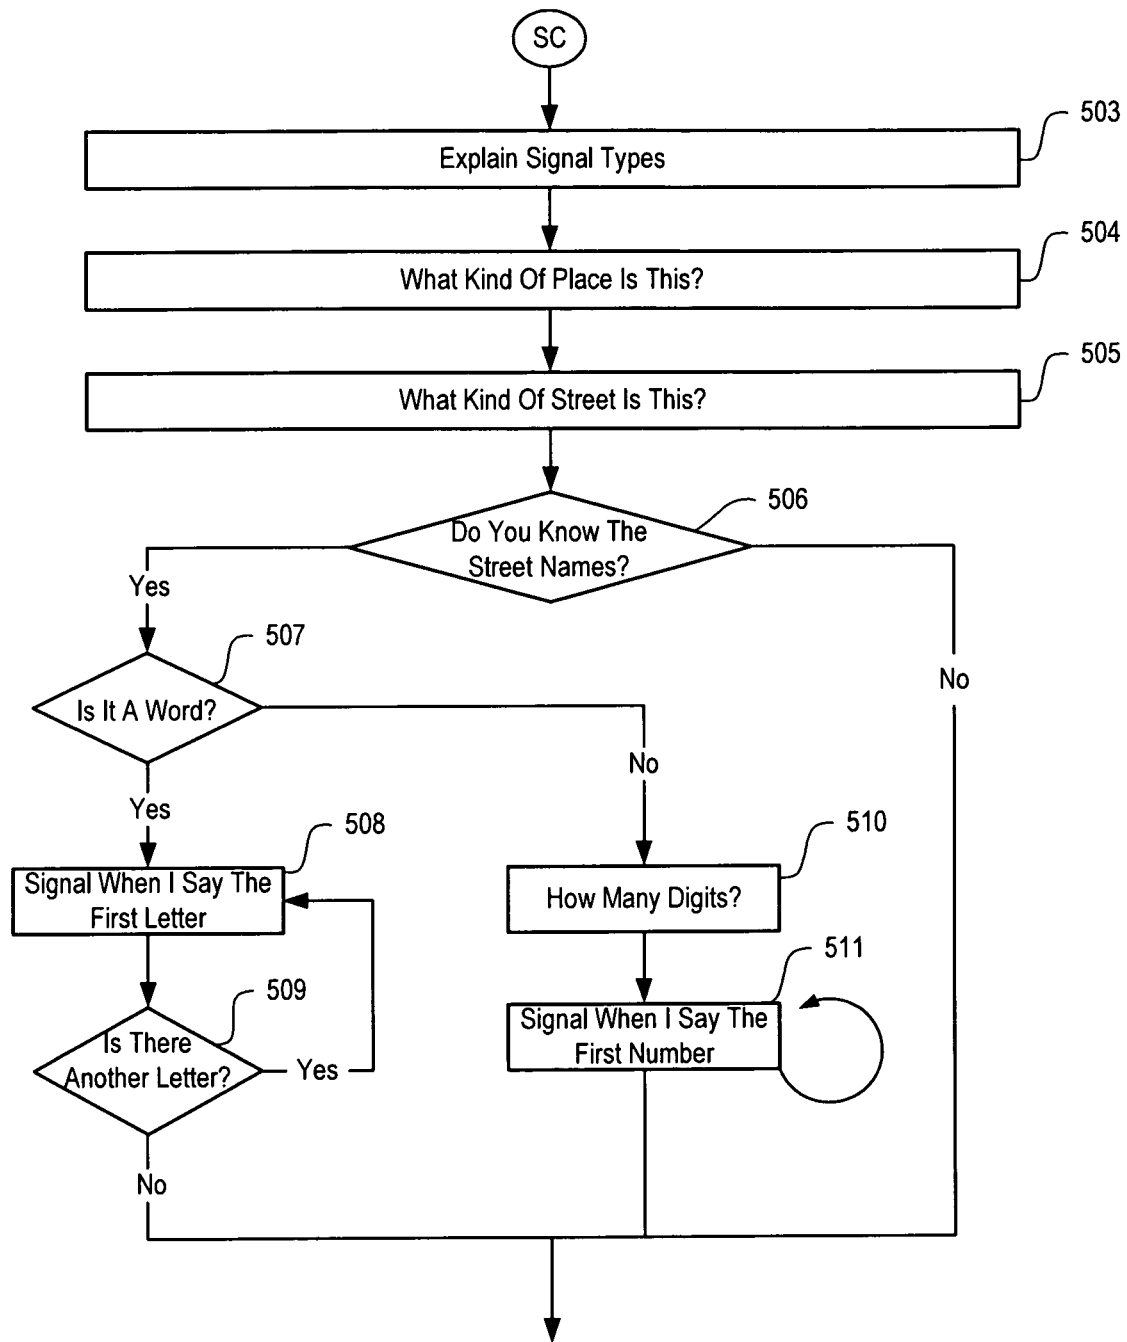 SC
503
Explain Signal Types
504
What Kind Of Place Is This?
505
What Kind Of Street Is This?
506
Do You Know The
Street Names?
Yes
No
507
Is It A Word?
No
Yes
508
Signal When I Say The
First Letter
510
How Many Digits?
511
Signal When I Say The
First Number
509
Is There
Another Letter?
Yes
No